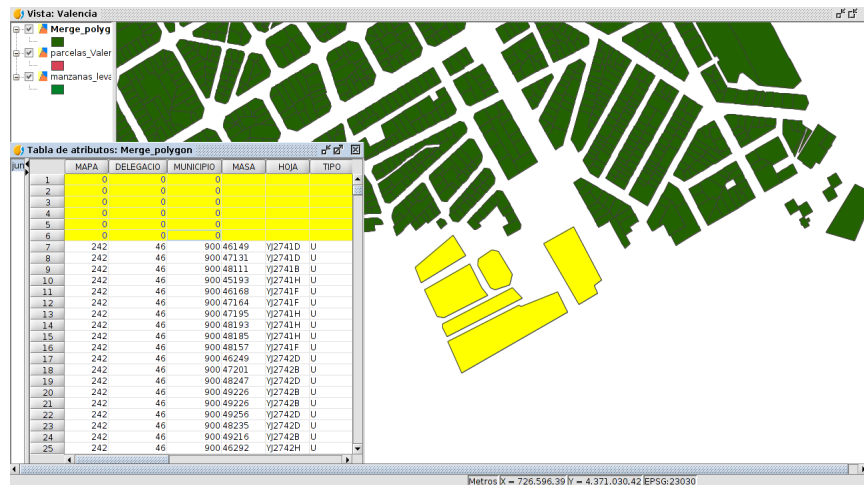 Vista: Valencia
Merge_polyg
parcelas_Valer
manzanas_leva
Tabla de atributos: Merge_polygon
jun
MAPA DELEGACIO MUNICIPIO MASA HOJA TIPO
1 0 0 0
2 0 0 0
3 0 0 0
4 0 0 0
5 0 0 0
6 0 0 0
7 242 46 900 46149 YJ2741D U
8 242 46 900 47131 YJ2741D U
9 242 46 900 48111 YJ2741B U
10 242 46 900 45193 YJ2741H U
11 242 46 900 46168 YJ2741F U
12 242 46 900 47164 YJ2741F U
13 242 46 900 47195 YJ2741H U
14 242 46 900 48193 YJ2741H U
15 242 46 900 48185 YJ2741H U
16 242 46 900 48157 YJ2741F U
17 242 46 900 46249 YJ2742D U
18 242 46 900 47201 YJ2742B U
19 242 46 900 48247 YJ2742D U
20 242 46 900 49226 YJ2742B U
21 242 46 900 49226 YJ2742B U
22 242 46 900 49256 YJ2742D U
23 242 46 900 48235 YJ2742D U
24 242 46 900 49216 YJ2742B U
25 242 46 900 46292 YJ2742H U
Metros X = 726.596,39 Y = 4.371.030,42 EPSG:23030